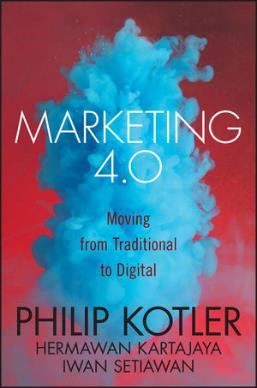 MARKETING
4.0
Moving
from Traditional
to Digital
PHILIP KOTLER
HERMAWAN KARTAJAYA
IWAN SETIAWAN